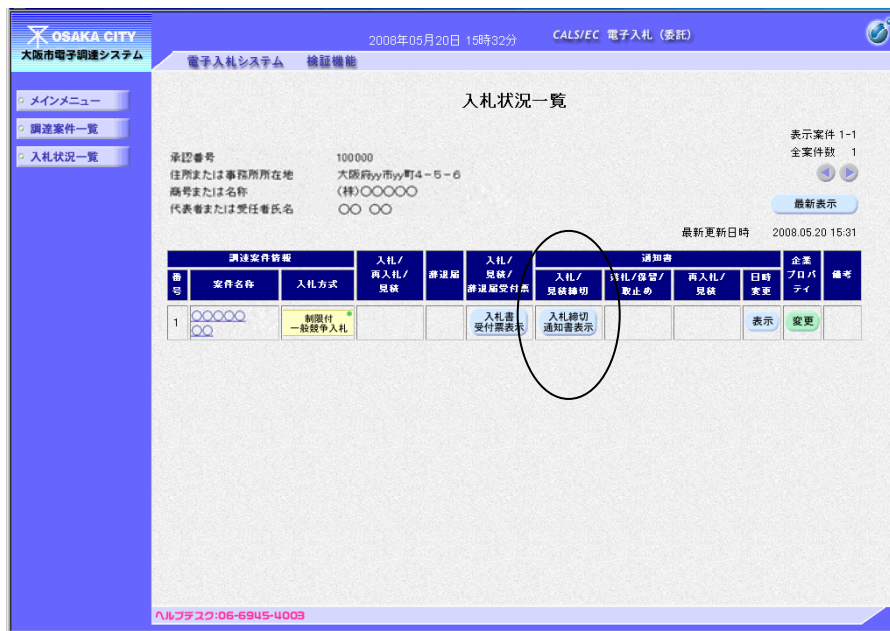 OSAKA CITY
大阪市電子調達システム
2008年05月20日 15時32分
CALS/EC 電子入札（委託）
電子入札システム 検証機能
メインメニュー
調達案件一覧
入札状況一覧
入札状況一覧
表示案件 1-1
全案件数 1
承認番号 100000
住所または事務所所在地 大阪府yy市yy町4－5－6
商号または名称 (株)○○○○○
代表者または受任者氏名 ○○ ○○
最新表示
最新更新日時 2008.05.20 15:31
調達案件情報
入札/
再入札/
見積
辞退届
入札/
見積/
辞退届受付票
通知書
企業
プロパ
ティ
備考
番
号
案件名称
入札方式
入札/
見積締切
落札/保留/
取止め
再入札/
見積
日時
変更
1
○○○○○
○○
制限付
一般競争入札
入札書
受付票表示
入札締切
通知書表示
表示
変更
ヘルプデスク:06-6945-4003